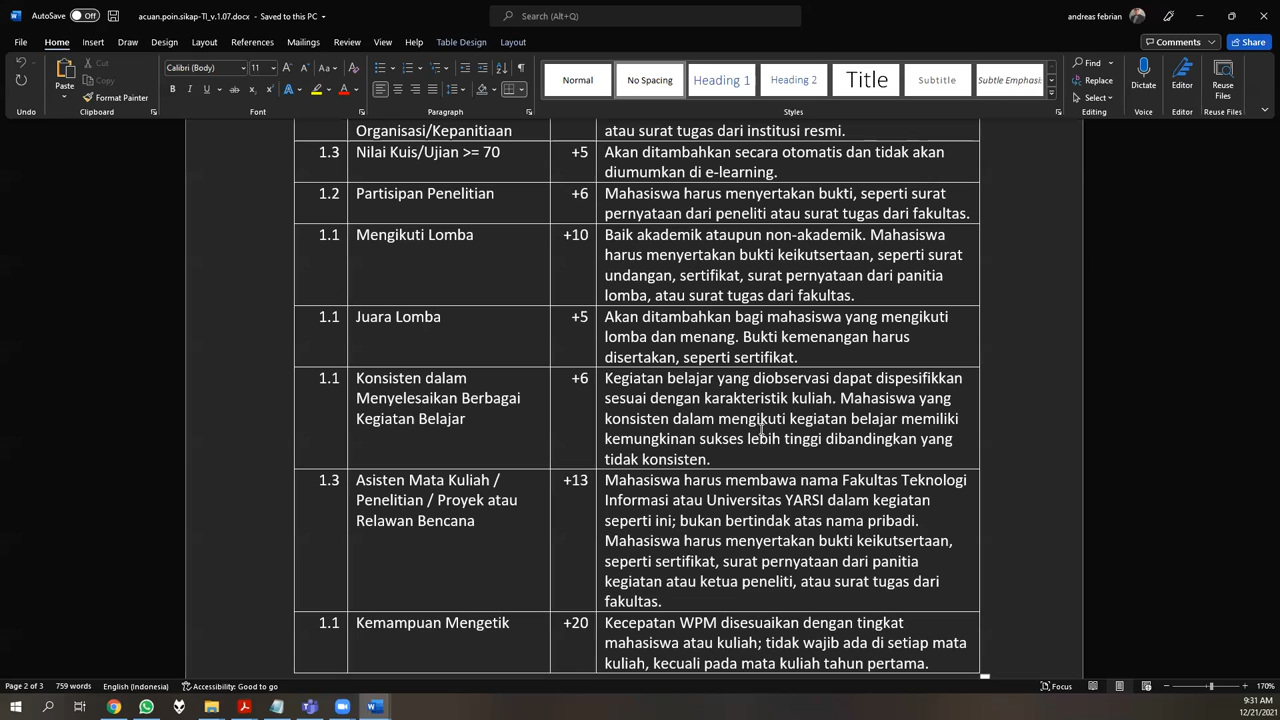 AutoSave Off acuan.poin.sikap-TI_v.1.07.docx - Saved to this PC Search (Alt+Q) andreas febrian
File Home Insert Draw Design Layout References Mailings Review View Help Table Design Layout Comments Share
Paste Cut Copy Format Painter
Calibri (Body) 11
Normal No Spacing Heading 1 Heading 2 Title Subtitle Subtle Emphasis
Find Replace Select Dictate Editor Reuse Files
Undo Clipboard Font Paragraph Styles Editing Voice Editor Reuse Files
Organisasi/Kepanitiaan atau surat tugas dari institusi resmi.
1.3 Nilai Kuis/Ujian >= 70 +5 Akan ditambahkan secara otomatis dan tidak akan
diumumkan di e-learning.
1.2 Partisipan Penelitian +6 Mahasiswa harus menyertakan bukti, seperti surat
pernyataan dari peneliti atau surat tugas dari fakultas.
1.1 Mengikuti Lomba +10 Baik akademik ataupun non-akademik. Mahasiswa
harus menyertakan bukti keikutsertaan, seperti surat
undangan, sertifikat, surat pernyataan dari panitia
lomba, atau surat tugas dari fakultas.
1.1 Juara Lomba +5 Akan ditambahkan bagi mahasiswa yang mengikuti
lomba dan menang. Bukti kemenangan harus
disertakan, seperti sertifikat.
1.1 Konsisten dalam +6 Kegiatan belajar yang diobservasi dapat dispesifikkan
Menyelesaikan Berbagai sesuai dengan karakteristik kuliah. Mahasiswa yang
Kegiatan Belajar konsisten dalam mengikuti kegiatan belajar memiliki
kemungkinan sukses lebih tinggi dibandingkan yang
tidak konsisten.
1.3 Asisten Mata Kuliah / +13 Mahasiswa harus membawa nama Fakultas Teknologi
Penelitian / Proyek atau Informasi atau Universitas YARSI dalam kegiatan
Relawan Bencana seperti ini; bukan bertindak atas nama pribadi.
Mahasiswa harus menyertakan bukti keikutsertaan,
seperti sertifikat, surat pernyataan dari panitia
kegiatan atau ketua peneliti, atau surat tugas dari
fakultas.
1.1 Kemampuan Mengetik +20 Kecepatan WPM disesuaikan dengan tingkat
mahasiswa atau kuliah; tidak wajib ada di setiap mata
kuliah, kecuali pada mata kuliah tahun pertama.
Page 2 of 3 759 words English (Indonesia) Accessibility: Good to go Focus 170%
9:31 AM
12/21/2021